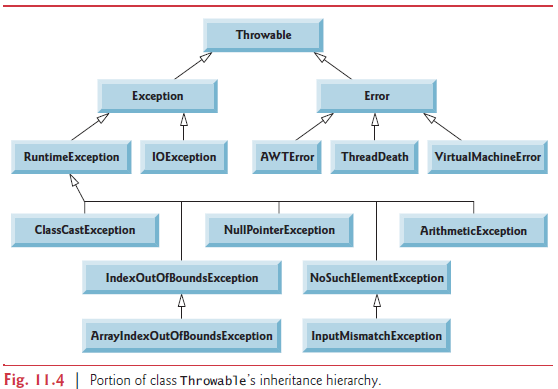 Throwable
Exception Error
RuntimeException IOException AWTError ThreadDeath VirtualMachineError
ClassCastException NullPointerException ArithmeticException
IndexOutOfBoundsException NoSuchElementException
ArrayIndexOutOfBoundsException InputMismatchException
Fig. 11.4 | Portion of class Throwable's inheritance hierarchy.